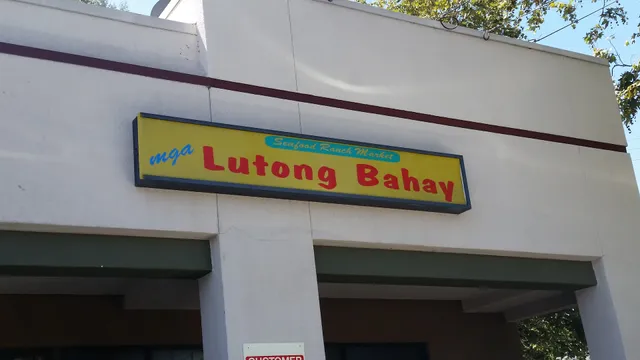 Seafood Ranch Market
mga Lutong Bahay
CUSTOMER